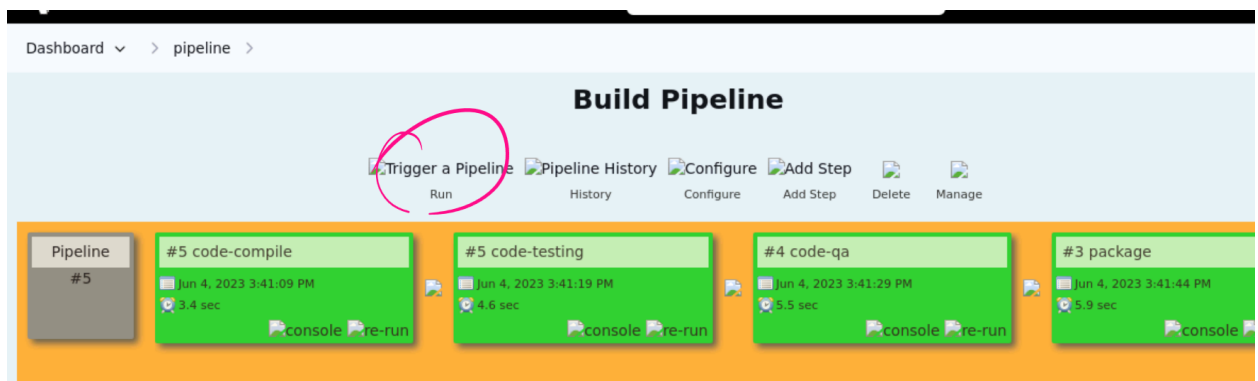 Dashboard pipeline
Build Pipeline
Trigger a Pipeline Pipeline History Configure Add Step
Run History Configure Add Step Delete Manage
Pipeline #5 code-compile #5 code-testing #4 code-qa #3 package
#5 Jun 4, 2023 3:41:09 PM Jun 4, 2023 3:41:19 PM Jun 4, 2023 3:41:29 PM Jun 4, 2023 3:41:44 PM
3.4 sec 4.6 sec 5.5 sec 5.9 sec
console re-run console re-run console re-run console